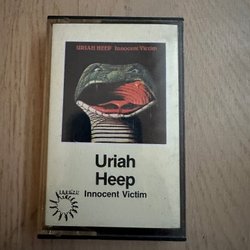 URIAH HEEP Innocent Victim
Uriah
Heep
Innocent Victim